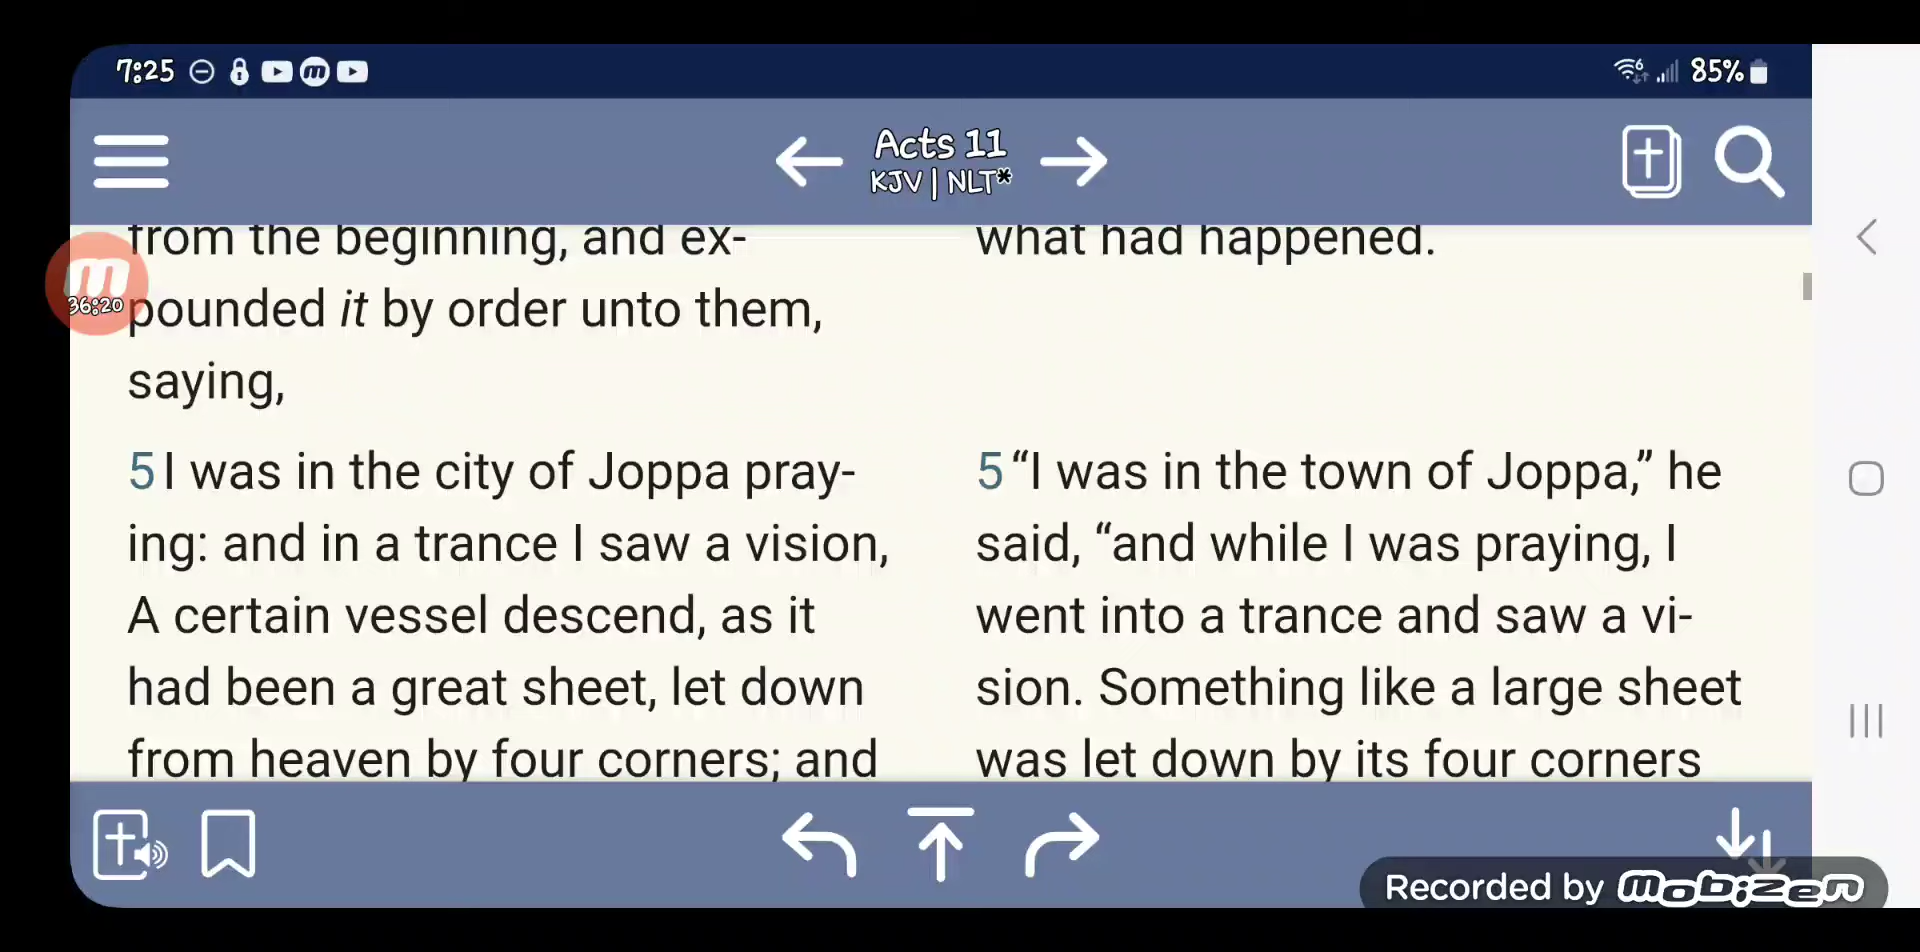 7:25
85%
Acts 11
KJV | NLT*
36:20
from the beginning, and ex-
pounded it by order unto them,
saying,
5 I was in the city of Joppa pray-
ing: and in a trance I saw a vision,
A certain vessel descend, as it
had been a great sheet, let down
from heaven by four corners; and
what had happened.
5 “I was in the town of Joppa,” he
said, “and while I was praying, I
went into a trance and saw a vi-
sion. Something like a large sheet
was let down by its four corners
Recorded by mobizen